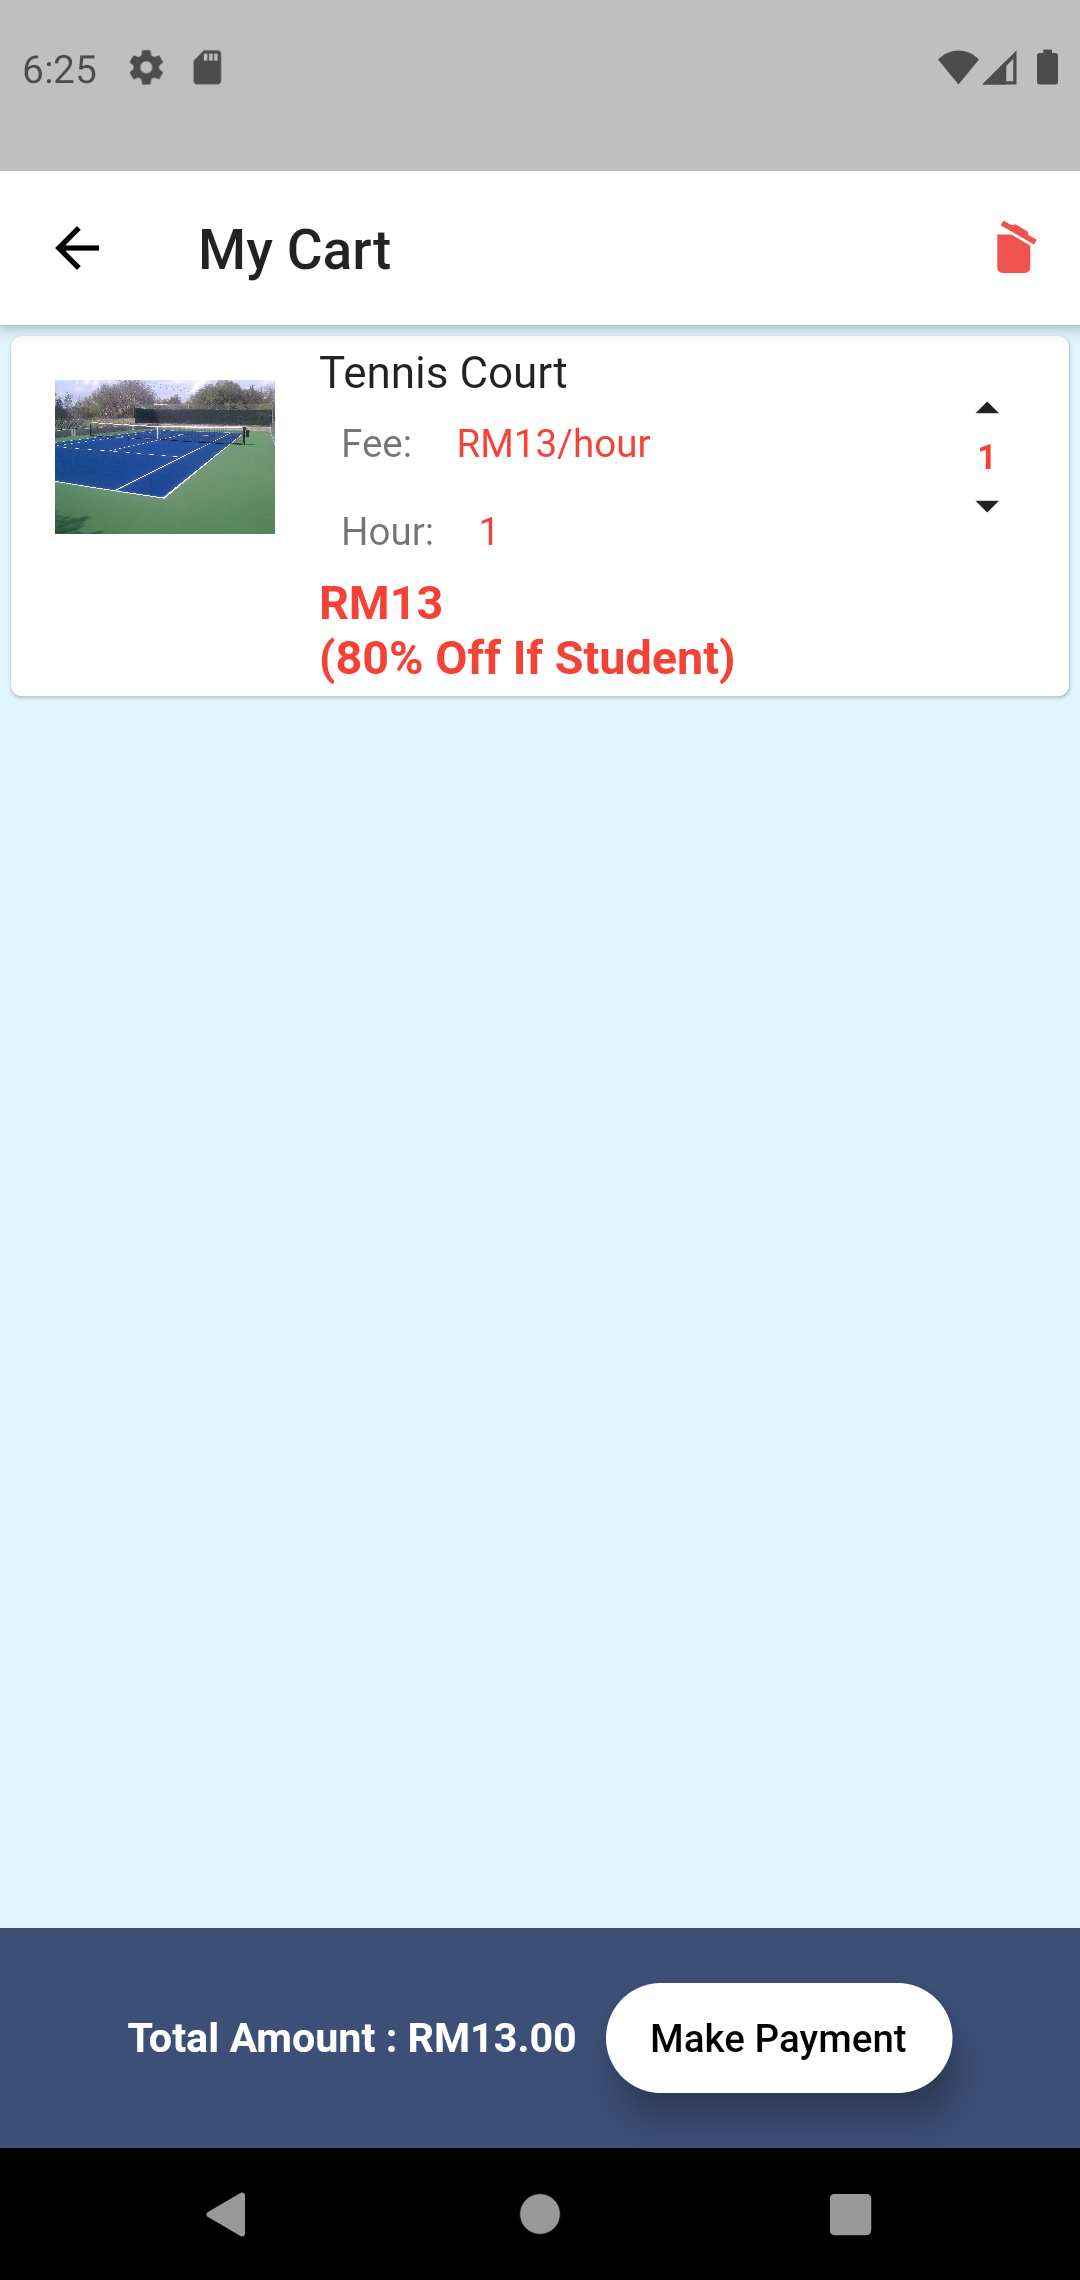 6:25
My Cart
Tennis Court
Fee: RM13/hour
1
Hour: 1
RM13
(80% Off If Student)
Total Amount : RM13.00
Make Payment